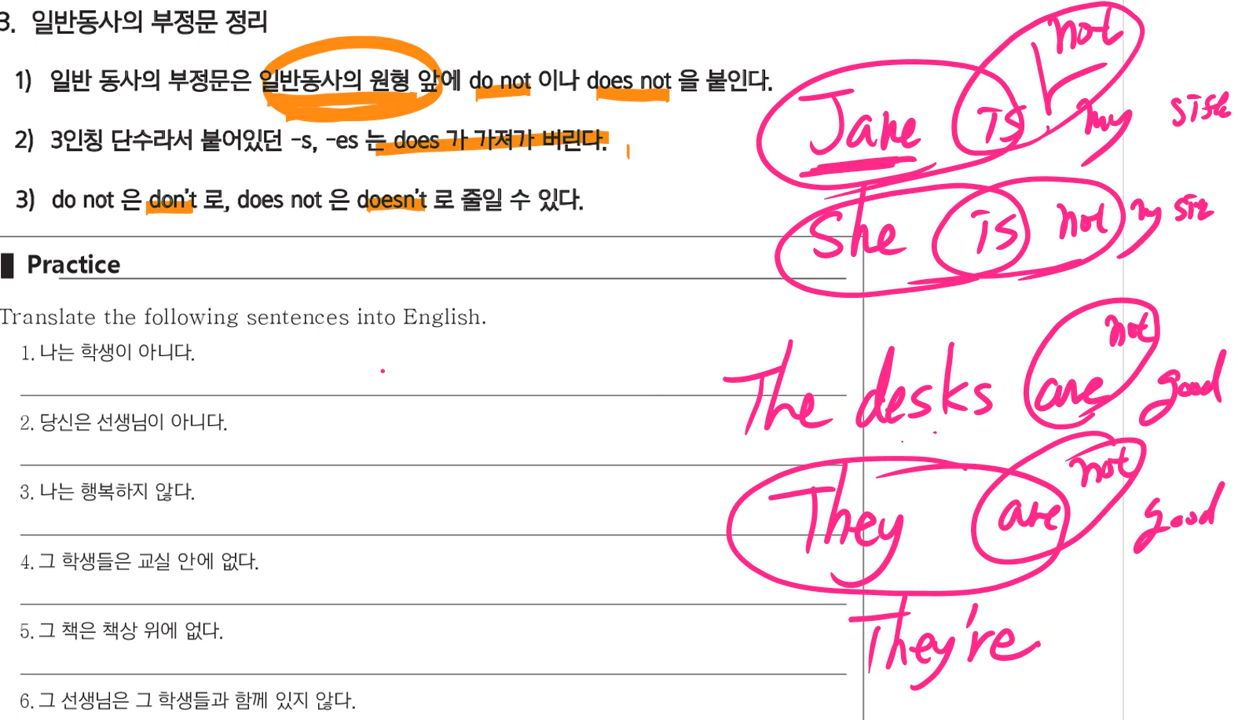 3. 일반동사의 부정문 정리
1) 일반 동사의 부정문은 일반동사의 원형 앞에 do not 이나 does not 을 붙인다.
2) 3인칭 단수라서 붙어있던 -s, -es 는 does 가 가져가 버린다.
3) do not 은 don't 로, does not 은 doesn't 로 줄일 수 있다.
Practice
Translate the following sentences into English.
1. 나는 학생이 아니다.
2. 당신은 선생님이 아니다.
3. 나는 행복하지 않다.
4. 그 학생들은 교실 안에 없다.
5. 그 책은 책상 위에 없다.
6. 그 선생님은 그 학생들과 함께 있지 않다.
not
Jane is my
She is not my
not
The desks are good
not
They are good
They're